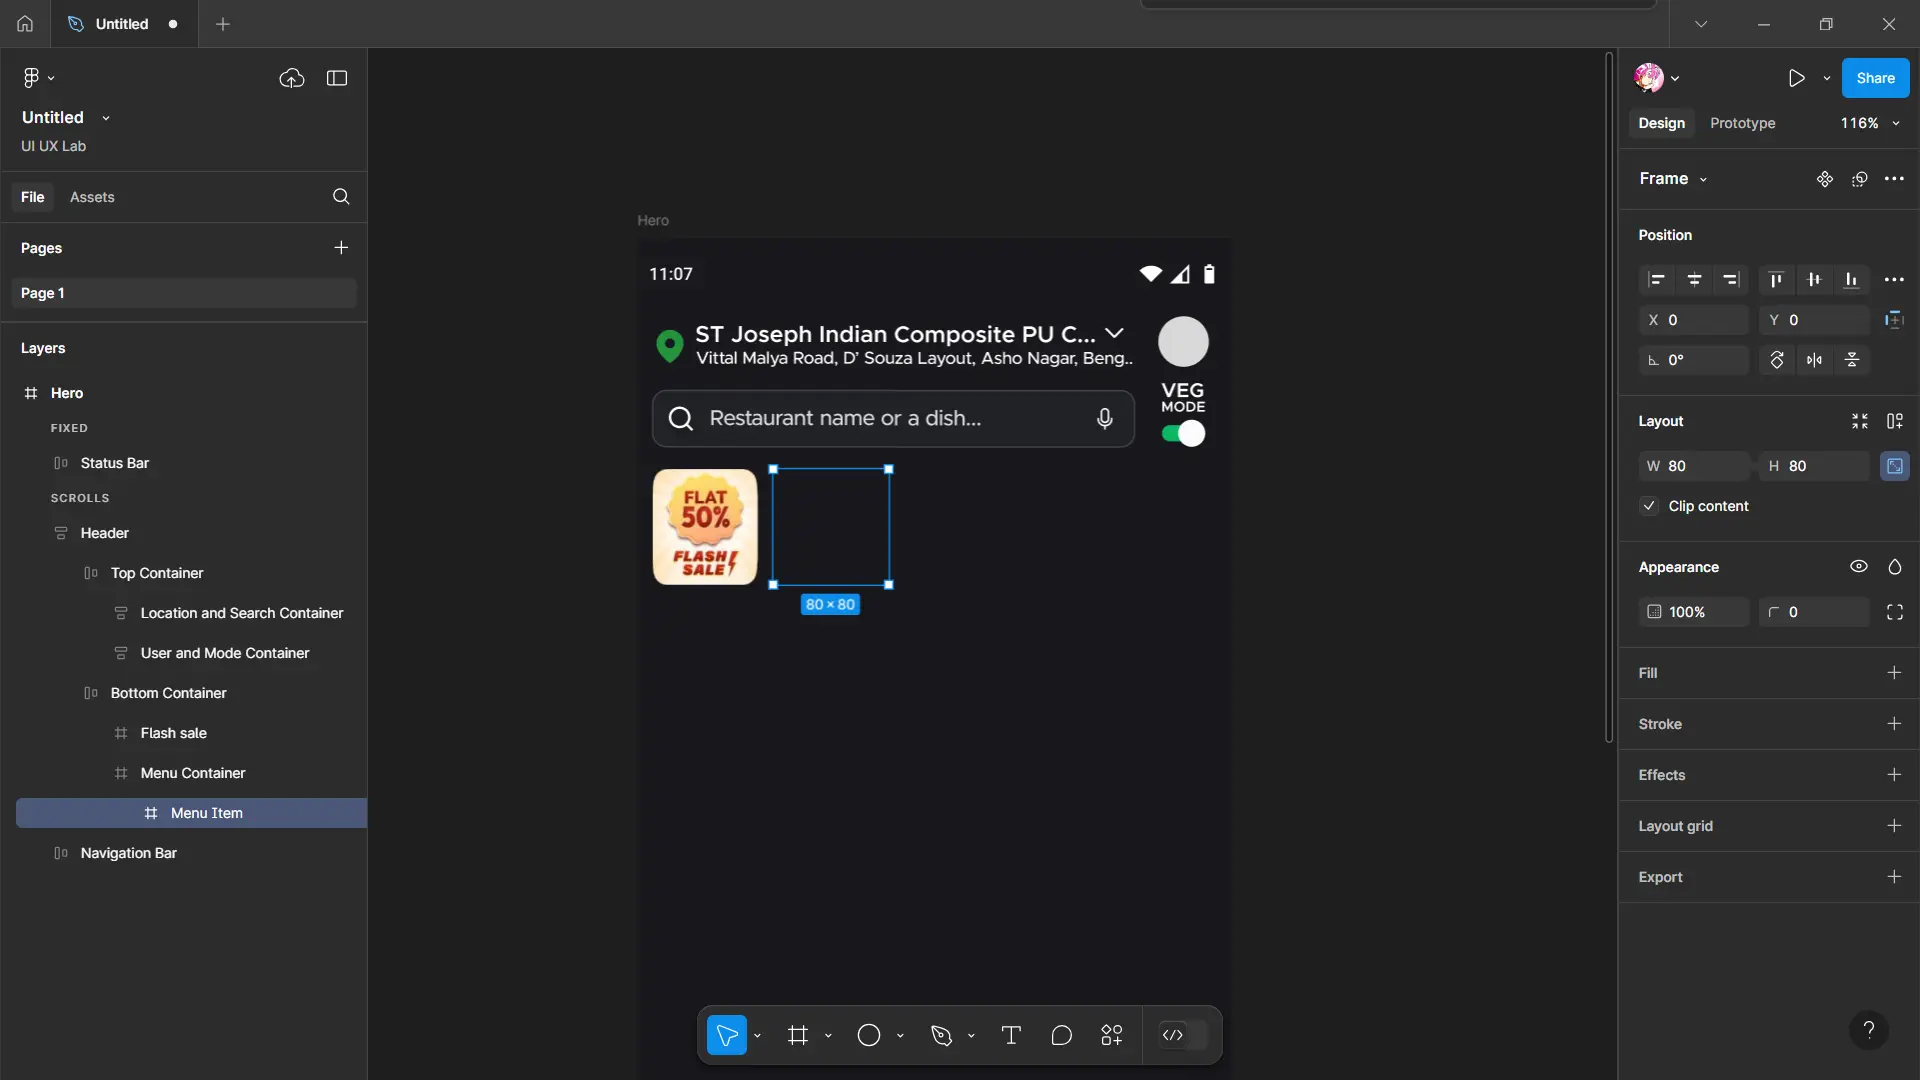 Untitled
Untitled
UI UX Lab
File
Assets
Pages
Page 1
Layers
Hero
FIXED
Status Bar
SCROLLS
Header
Top Container
Location and Search Container
User and Mode Container
Bottom Container
Flash sale
Menu Container
Menu Item
Navigation Bar
Hero
11:07
ST Joseph Indian Composite PU C...
Vittal Malya Road, D’ Souza Layout, Asho Nagar, Beng..
Restaurant name or a dish...
VEG
MODE
FLAT
50%
FLASH
SALE
80 × 80
Share
Design
Prototype
116%
Frame
Position
X 0
Y 0
0°
Layout
W 80
H 80
Clip content
Appearance
100%
0
Fill
Stroke
Effects
Layout grid
Export
?